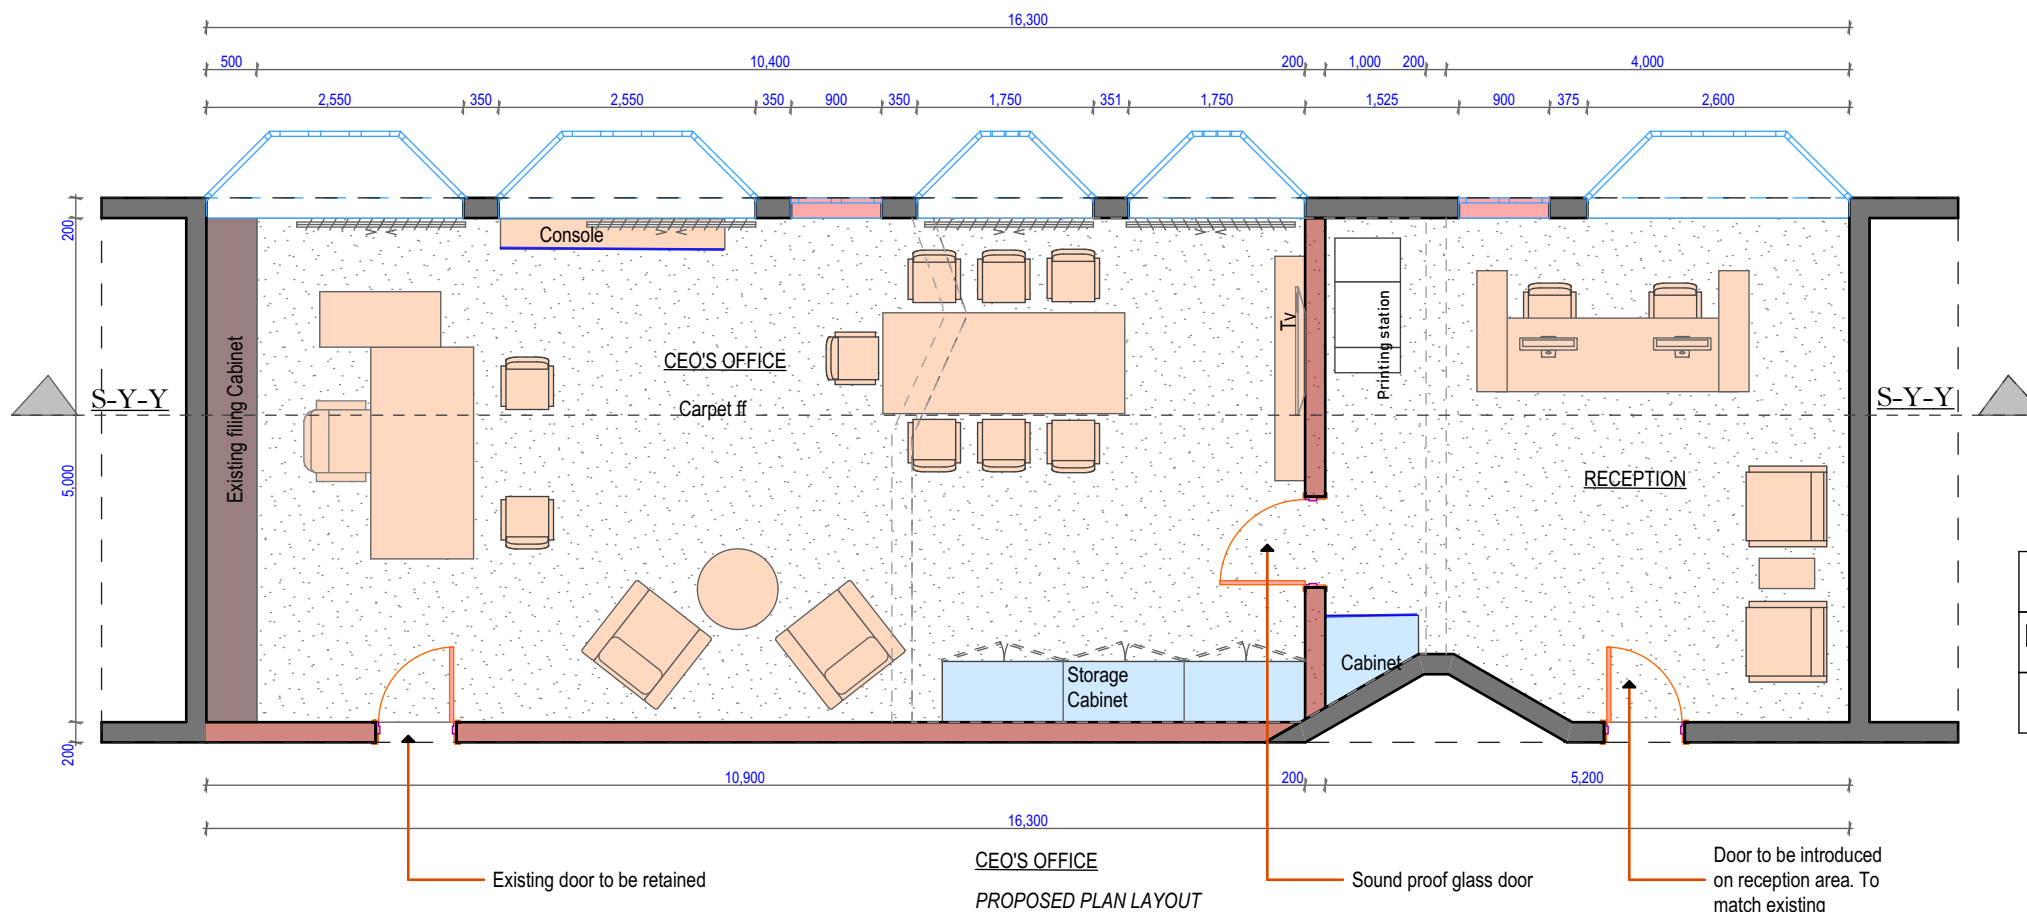 16,300
500
10,400
200
1,000
200
4,000
2,550
350
2,550
350
900
350
1,750
351
1,750
1,525
900
375
2,600
200
5,000
200
Console
Existing filing Cabinet
CEO'S OFFICE
Carpet ff
Tv
Printing station
RECEPTION
S-Y-Y
S-Y-Y
Storage
Cabinet
Cabinet
10,900
200
5,200
16,300
Existing door to be retained
CEO'S OFFICE
PROPOSED PLAN LAYOUT
Sound proof glass door
Door to be introduced
on reception area. To
match existing